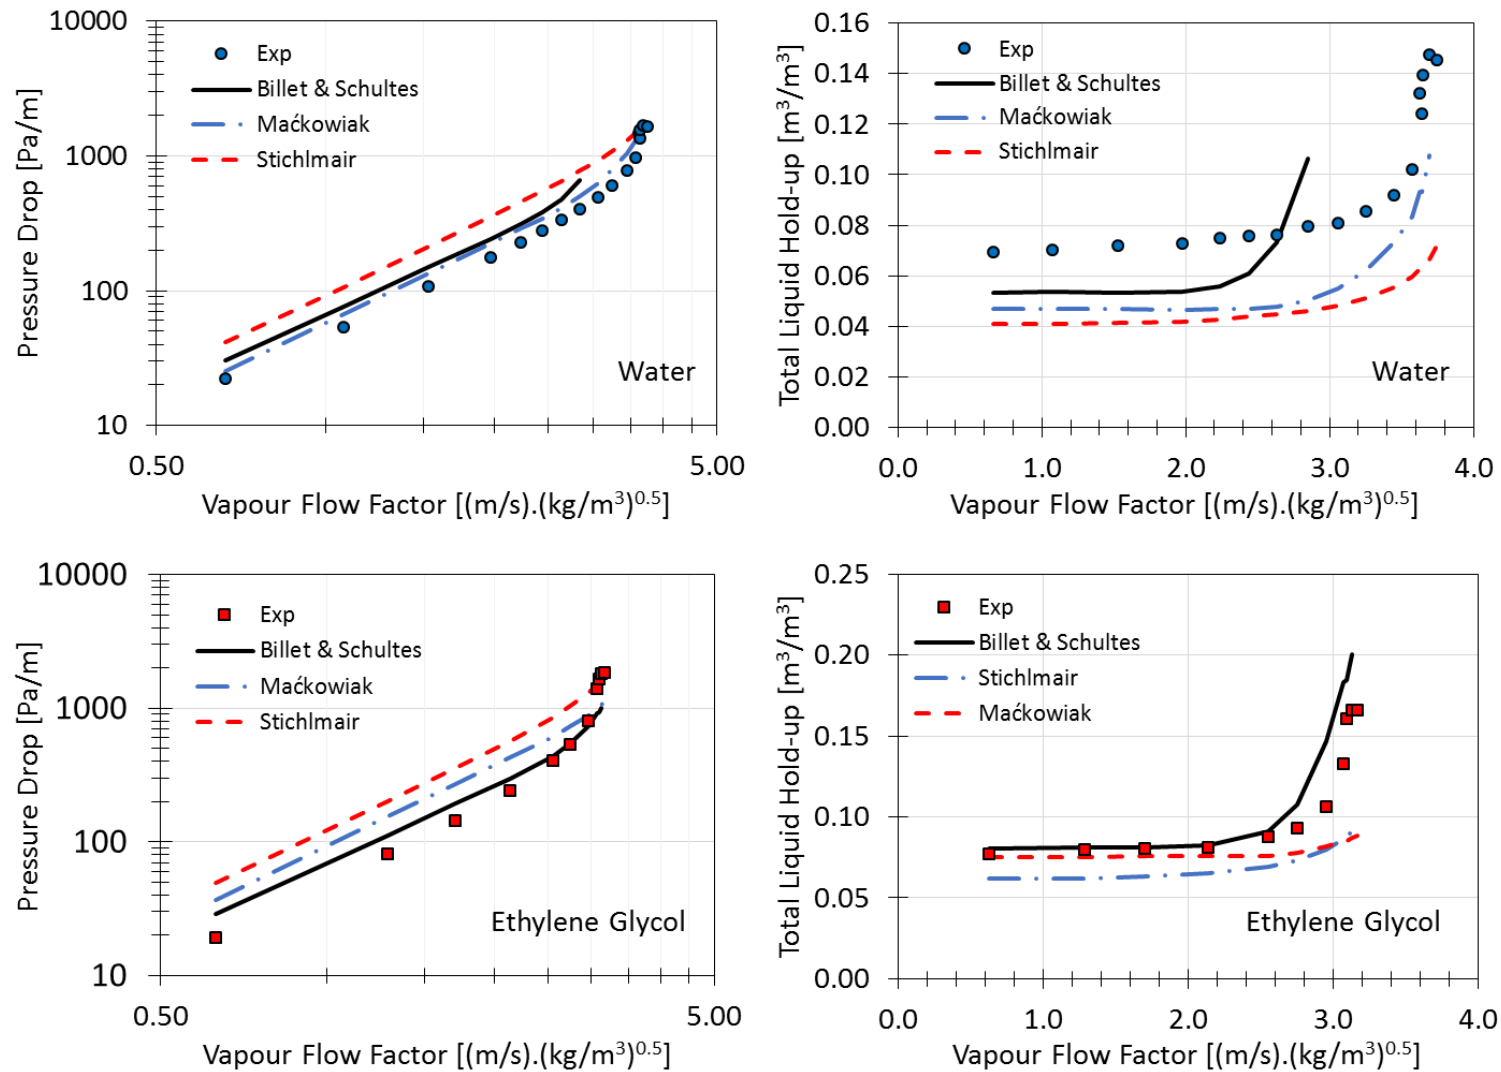 10000
1000
100
10
0.50
5.00
Pressure Drop [Pa/m]
Vapour Flow Factor [(m/s).(kg/m³)⁰·⁵]
Exp
Billet & Schultes
Maćkowiak
Stichlmair
Water
0.16
0.14
0.12
0.10
0.08
0.06
0.04
0.02
0.00
0.0
1.0
2.0
3.0
4.0
Total Liquid Hold-up [m³/m³]
Vapour Flow Factor [(m/s).(kg/m³)⁰·⁵]
Exp
Billet & Schultes
Maćkowiak
Stichlmair
Water
10000
1000
100
10
0.50
5.00
Pressure Drop [Pa/m]
Vapour Flow Factor [(m/s).(kg/m³)⁰·⁵]
Exp
Billet & Schultes
Maćkowiak
Stichlmair
Ethylene Glycol
0.25
0.20
0.15
0.10
0.05
0.00
0.0
1.0
2.0
3.0
4.0
Total Liquid Hold-up [m³/m³]
Vapour Flow Factor [(m/s).(kg/m³)⁰·⁵]
Exp
Billet & Schultes
Stichlmair
Maćkowiak
Ethylene Glycol